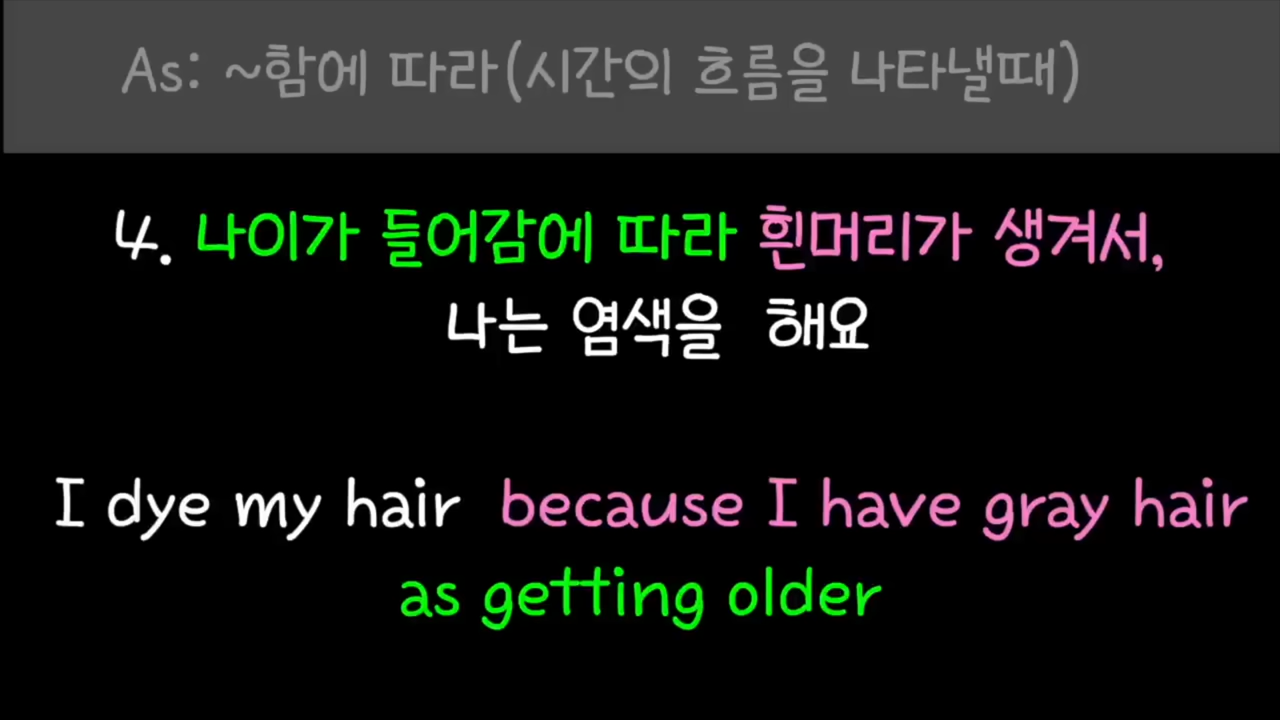 As: ~함에 따라(시간의 흐름을 나타낼때)
4. 나이가 들어감에 따라 흰머리가 생겨서,
나는 염색을 해요
I dye my hair because I have gray hair
as getting older